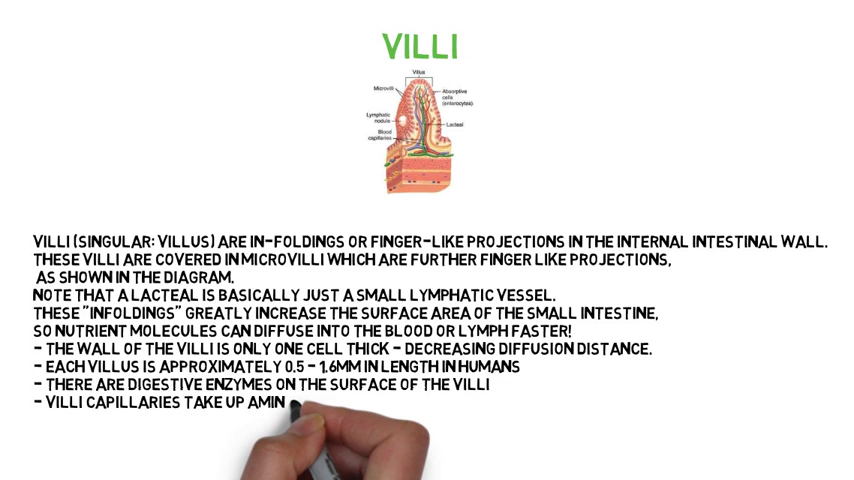 VILLI
Villus
Microvilli
Absorptive
cells
(enterocytes)
Lymphatic
nodule
Lacteal
Blood
capillaries
VILLI (SINGULAR: VILLUS) ARE IN-FOLDINGS OR FINGER-LIKE PROJECTIONS IN THE INTERNAL INTESTINAL WALL.
THESE VILLI ARE COVERED IN MICROVILLI WHICH ARE FURTHER FINGER LIKE PROJECTIONS,
AS SHOWN IN THE DIAGRAM.
NOTE THAT A LACTEAL IS BASICALLY JUST A SMALL LYMPHATIC VESSEL.
THESE "INFOLDINGS" GREATLY INCREASE THE SURFACE AREA OF THE SMALL INTESTINE,
SO NUTRIENT MOLECULES CAN DIFFUSE INTO THE BLOOD OR LYMPH FASTER!
- THE WALL OF THE VILLI IS ONLY ONE CELL THICK - DECREASING DIFFUSION DISTANCE.
- EACH VILLUS IS APPROXIMATELY 0.5 - 1.6MM IN LENGTH IN HUMANS
- THERE ARE DIGESTIVE ENZYMES ON THE SURFACE OF THE VILLI
- VILLI CAPILLARIES TAKE UP AMIN